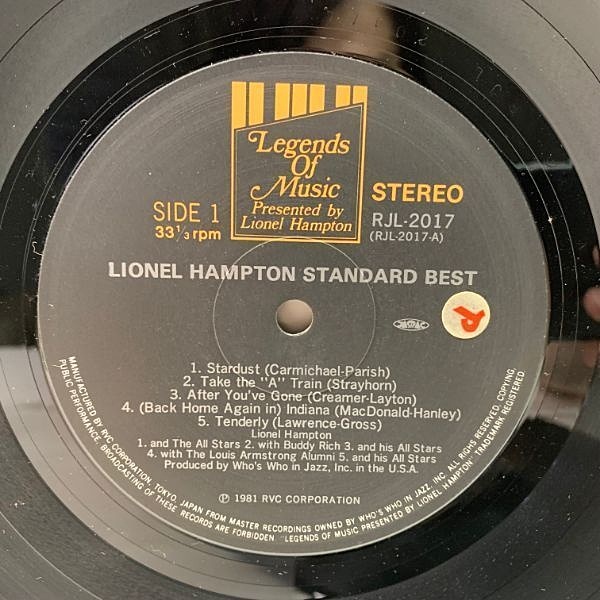 Legends
Of
Music
Presented by
Lionel Hampton
SIDE 1
33 1/3 rpm
STEREO
RJL-2017
(RJL-2017-A)
LIONEL HAMPTON STANDARD BEST
JASRAC
R
1. Stardust (Carmichael-Parish)
2. Take the "A" Train (Strayhorn)
3. After You've Gone (Creamer-Layton)
4. (Back Home Again in) Indiana (MacDonald-Hanley)
5. Tenderly (Lawrence-Gross)
Lionel Hampton
1. and The All Stars 2. with Buddy Rich 3. and his All Stars
4. with The Louis Armstrong Alumni 5. and his All Stars
Produced by Who's Who in Jazz, Inc. in the U.S.A.
℗ 1981 RVC CORPORATION
MANUFACTURED BY RVC CORPORATION, TOKYO, JAPAN FROM MASTER RECORDINGS OWNED BY WHO'S WHO IN JAZZ, INC. ALL RIGHTS RESERVED, COPYING,
PUBLIC PERFORMANCE, BROADCASTING OF THESE RECORDS ARE FORBIDDEN "LEGENDS OF MUSIC PRESENTED BY LIONEL HAMPTON" TRADEMARK REGISTERED.